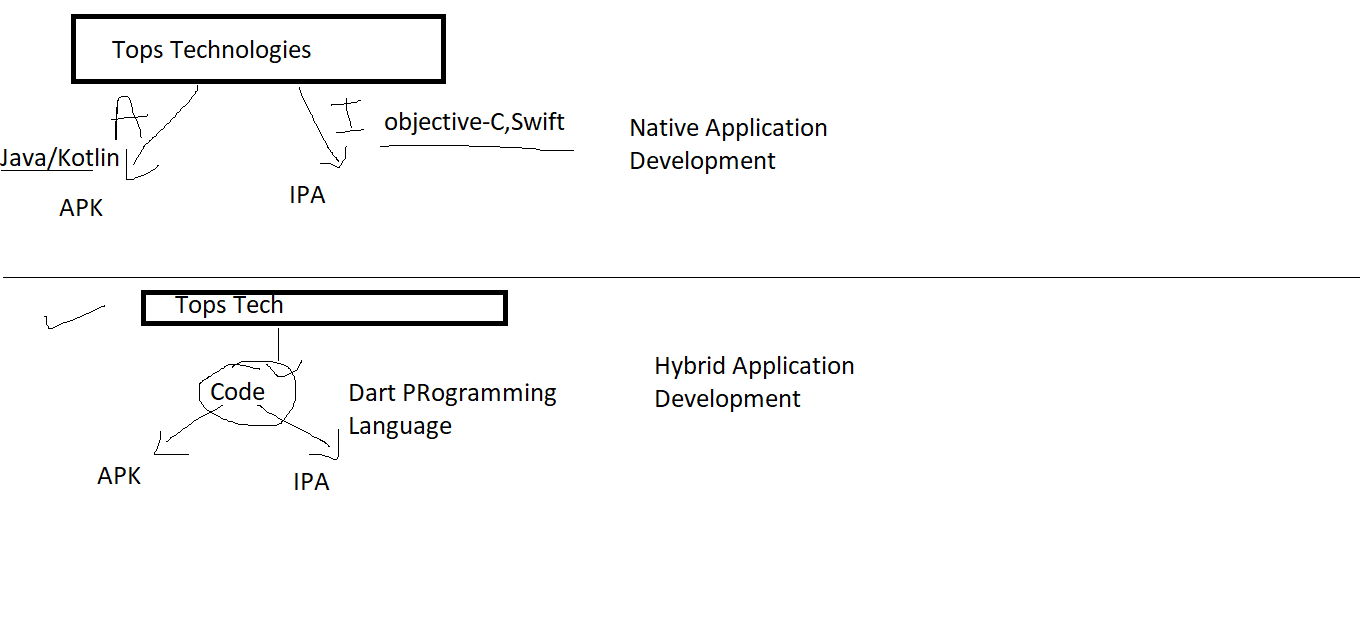 Tops Technologies
A
I
objective-C,Swift
Native Application
Development
Java/Kotlin
IPA
APK
Tops Tech
Code
Dart PRogramming
Language
Hybrid Application
Development
APK
IPA